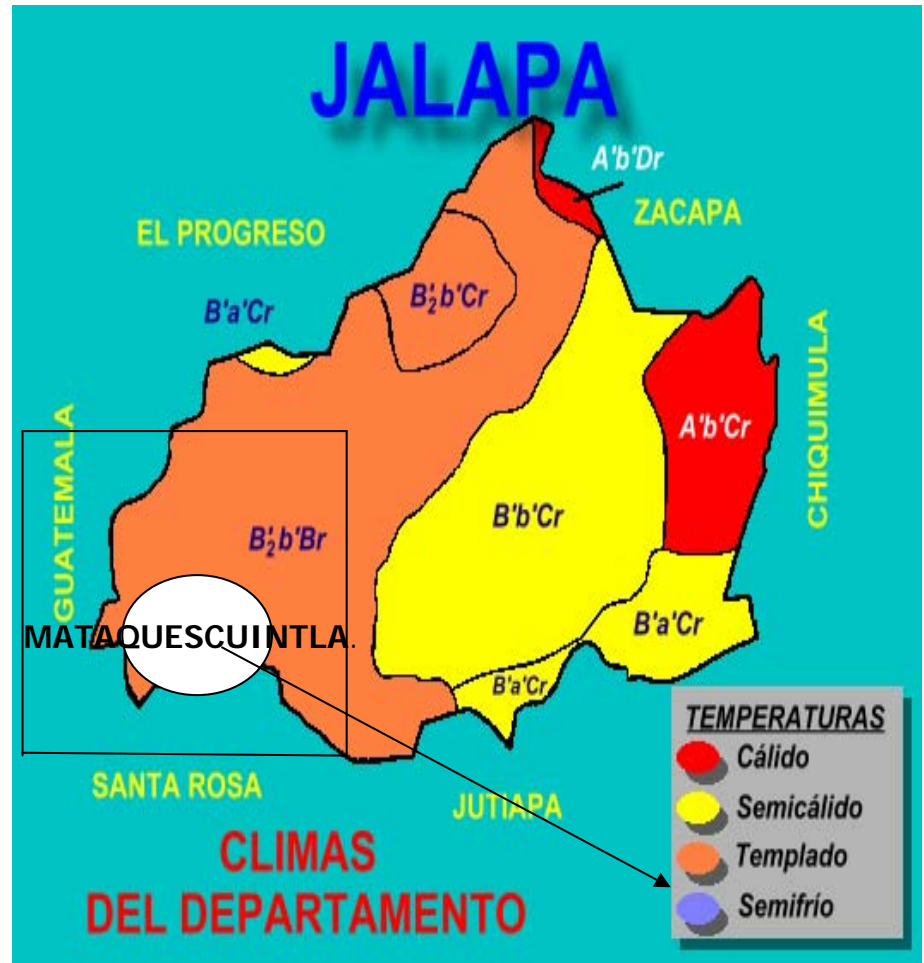 JALAPA
A'b'Dr
ZACAPA
EL PROGRESO
B'₂b'Cr
B'a'Cr
CHIQUIMULA
A'b'Cr
GUATEMALA
B'b'Cr
B'₂b'Br
B'a'Cr
MATAQUESCUINTLA.
B'a'Cr
TEMPERATURAS
Cálido
SANTA ROSA
JUTIAPA
Semicálido
CLIMAS
Templado
DEL DEPARTAMENTO
Semifrío